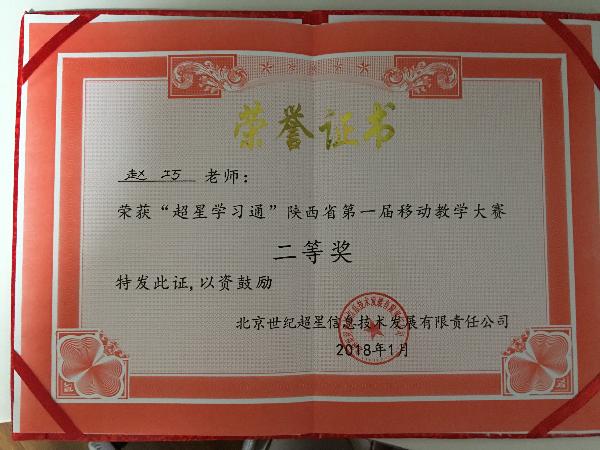 荣誉证书
赵巧 老师:
荣获“超星学习通”陕西省第一届移动教学大赛
二等奖
特发此证,以资鼓励
北京世纪超星信息技术发展有限责任公司
2018年1月